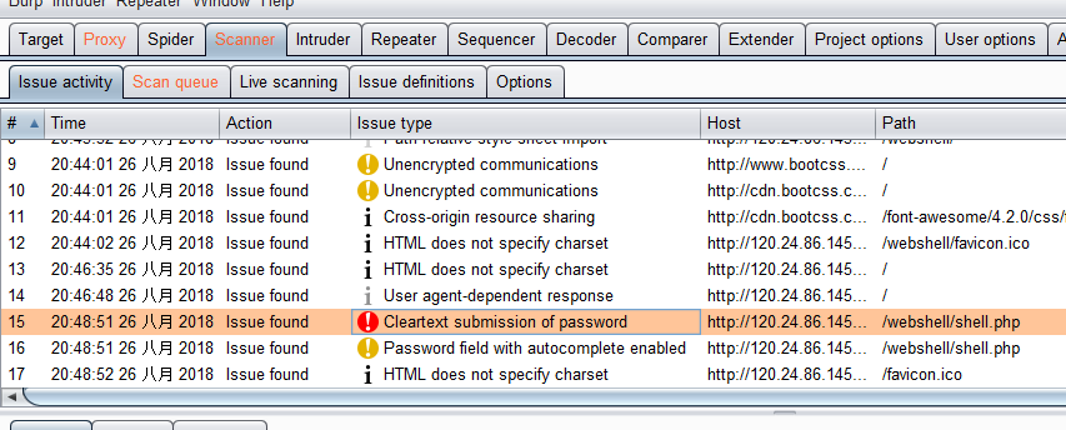 Burp Intruder Repeater Window Help
Target Proxy Spider Scanner Intruder Repeater Sequencer Decoder Comparer Extender Project options User options A
Issue activity Scan queue Live scanning Issue definitions Options
# Time Action Issue type Host Path
8 20:43:52 26 八月 2018 Issue found Path-relative style sheet import http://120.24.86.145... /webshell/
9 20:44:01 26 八月 2018 Issue found Unencrypted communications http://www.bootcss.... /
10 20:44:01 26 八月 2018 Issue found Unencrypted communications http://cdn.bootcss.c... /
11 20:44:01 26 八月 2018 Issue found Cross-origin resource sharing http://cdn.bootcss.c... /font-awesome/4.2.0/css/
12 20:44:02 26 八月 2018 Issue found HTML does not specify charset http://120.24.86.145... /webshell/favicon.ico
13 20:46:35 26 八月 2018 Issue found HTML does not specify charset http://120.24.86.145... /
14 20:46:48 26 八月 2018 Issue found User agent-dependent response http://120.24.86.145... /
15 20:48:51 26 八月 2018 Issue found Cleartext submission of password http://120.24.86.145... /webshell/shell.php
16 20:48:51 26 八月 2018 Issue found Password field with autocomplete enabled http://120.24.86.145... /webshell/shell.php
17 20:48:52 26 八月 2018 Issue found HTML does not specify charset http://120.24.86.145... /favicon.ico